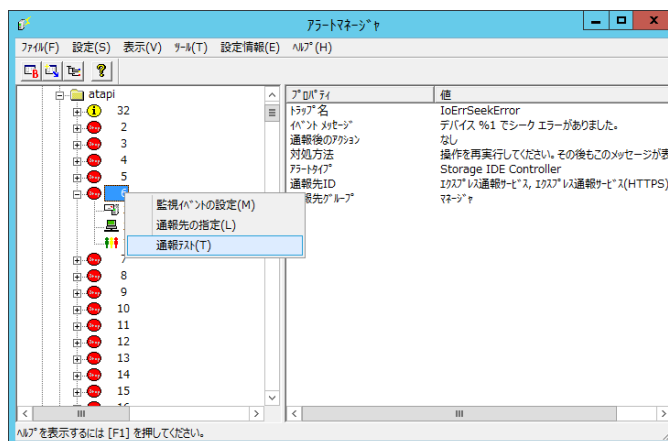 アラートマネージャ
ファイル(F) 設定(S) 表示(V) ツール(T) 設定情報(E) ヘルプ(H)
atapi
32
2
3
4
5
6
監視イベントの設定(M)
通報先の指定(L)
通報テスト(T)
7
8
9
10
11
12
13
14
15
プロパティ 値
トラップ名 IoErrSeekError
イベント メッセージ デバイス %1 でシーク エラーがありました。
通報後のアクション なし
対処方法 操作を再実行してください。その後もこのメッセージが表
アラートタイプ Storage IDE Controller
通報先ID エクスプレス通報サービス, エクスプレス通報サービス(HTTPS)
報先グループ マネージャ
ヘルプを表示するには [F1] を押してください。